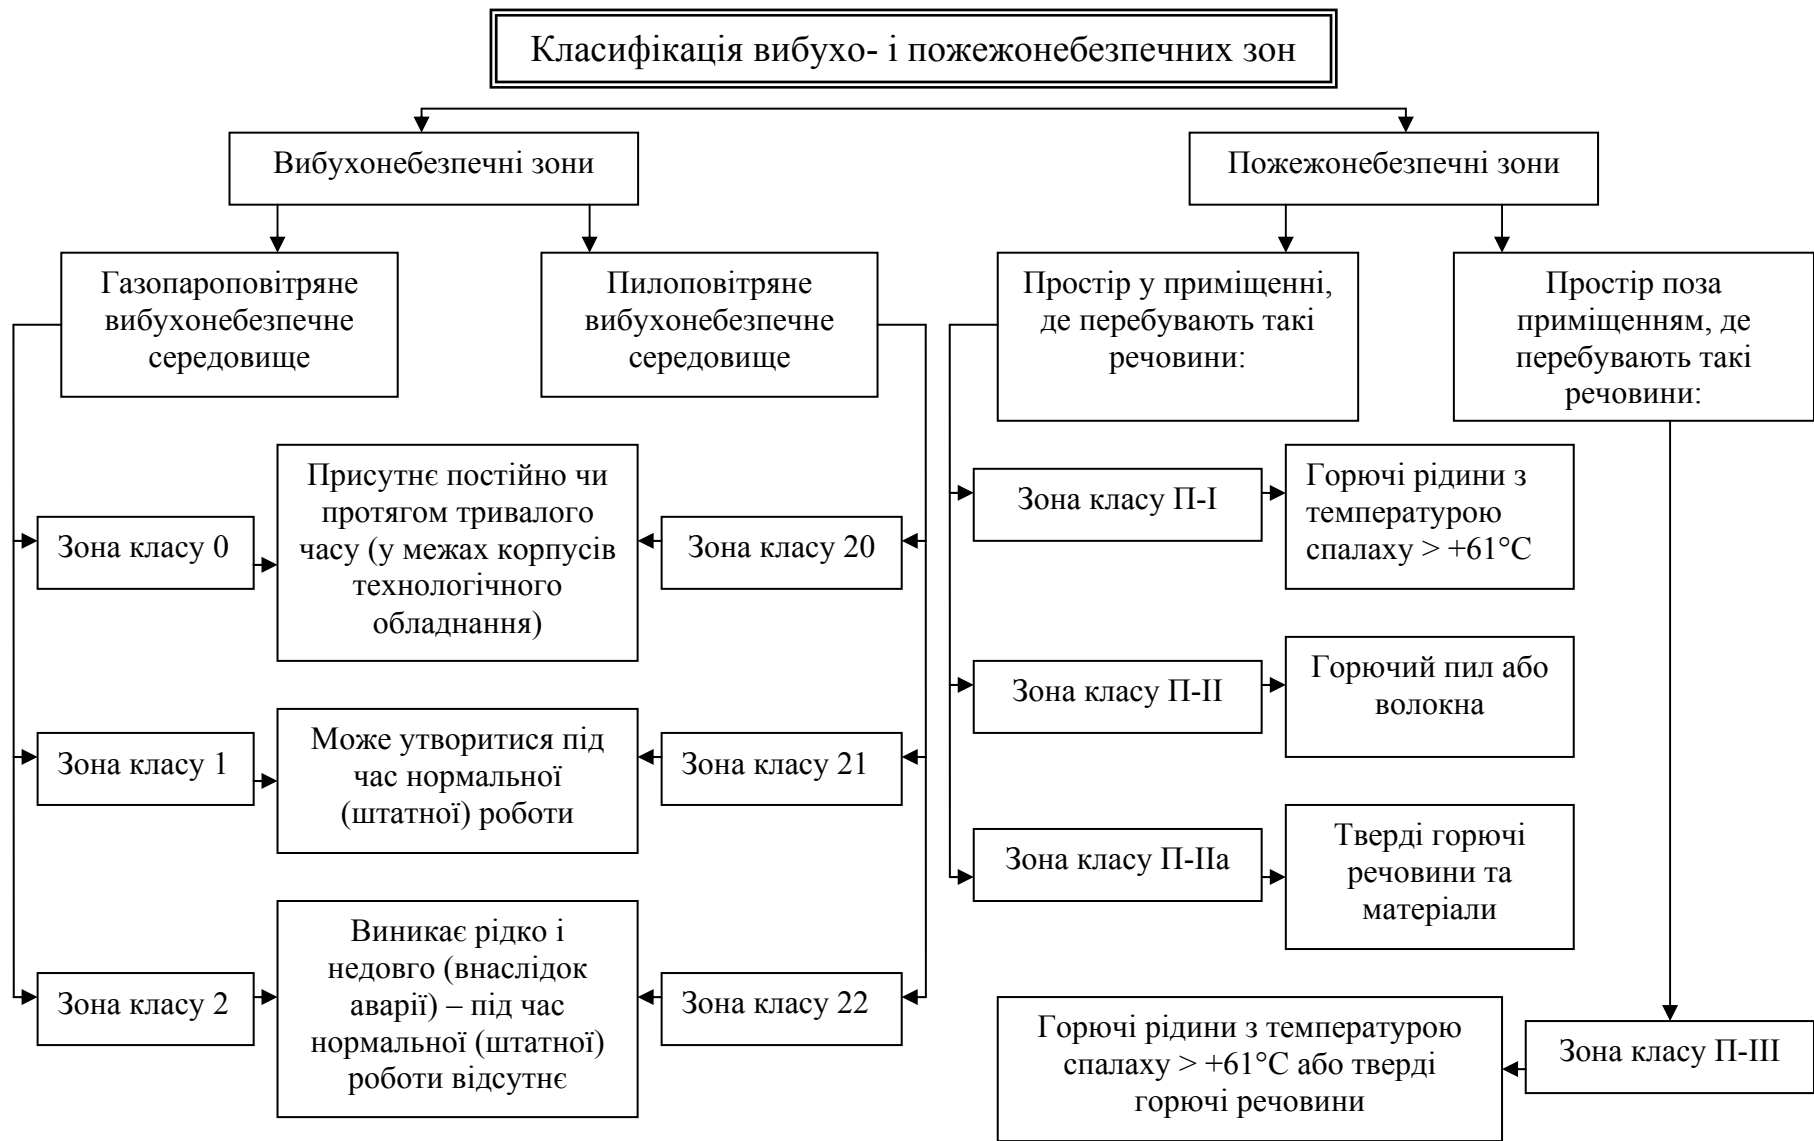 Класифікація вибухо- і пожежонебезпечних зон
Вибухонебезпечні зони
Пожежонебезпечні зони
Газопароповітряне
вибухонебезпечне
середовище
Пилоповітряне
вибухонебезпечне
середовище
Простір у приміщенні,
де перебувають такі
речовини:
Простір поза
приміщенням, де
перебувають такі
речовини:
Зона класу 0
Присутнє постійно чи
протягом тривалого
часу (у межах корпусів
технологічного
обладнання)
Зона класу 20
Зона класу П-I
Горючі рідини з
температурою
спалаху > +61°C
Зона класу 1
Може утворитися під
час нормальної
(штатної) роботи
Зона класу 21
Зона класу П-II
Горючий пил або
волокна
Зона класу П-IIа
Тверді горючі
речовини та
матеріали
Зона класу 2
Виникає рідко і
недовго (внаслідок
аварії) – під час
нормальної (штатної)
роботи відсутнє
Зона класу 22
Горючі рідини з температурою
спалаху > +61°C або тверді
горючі речовини
Зона класу П-III